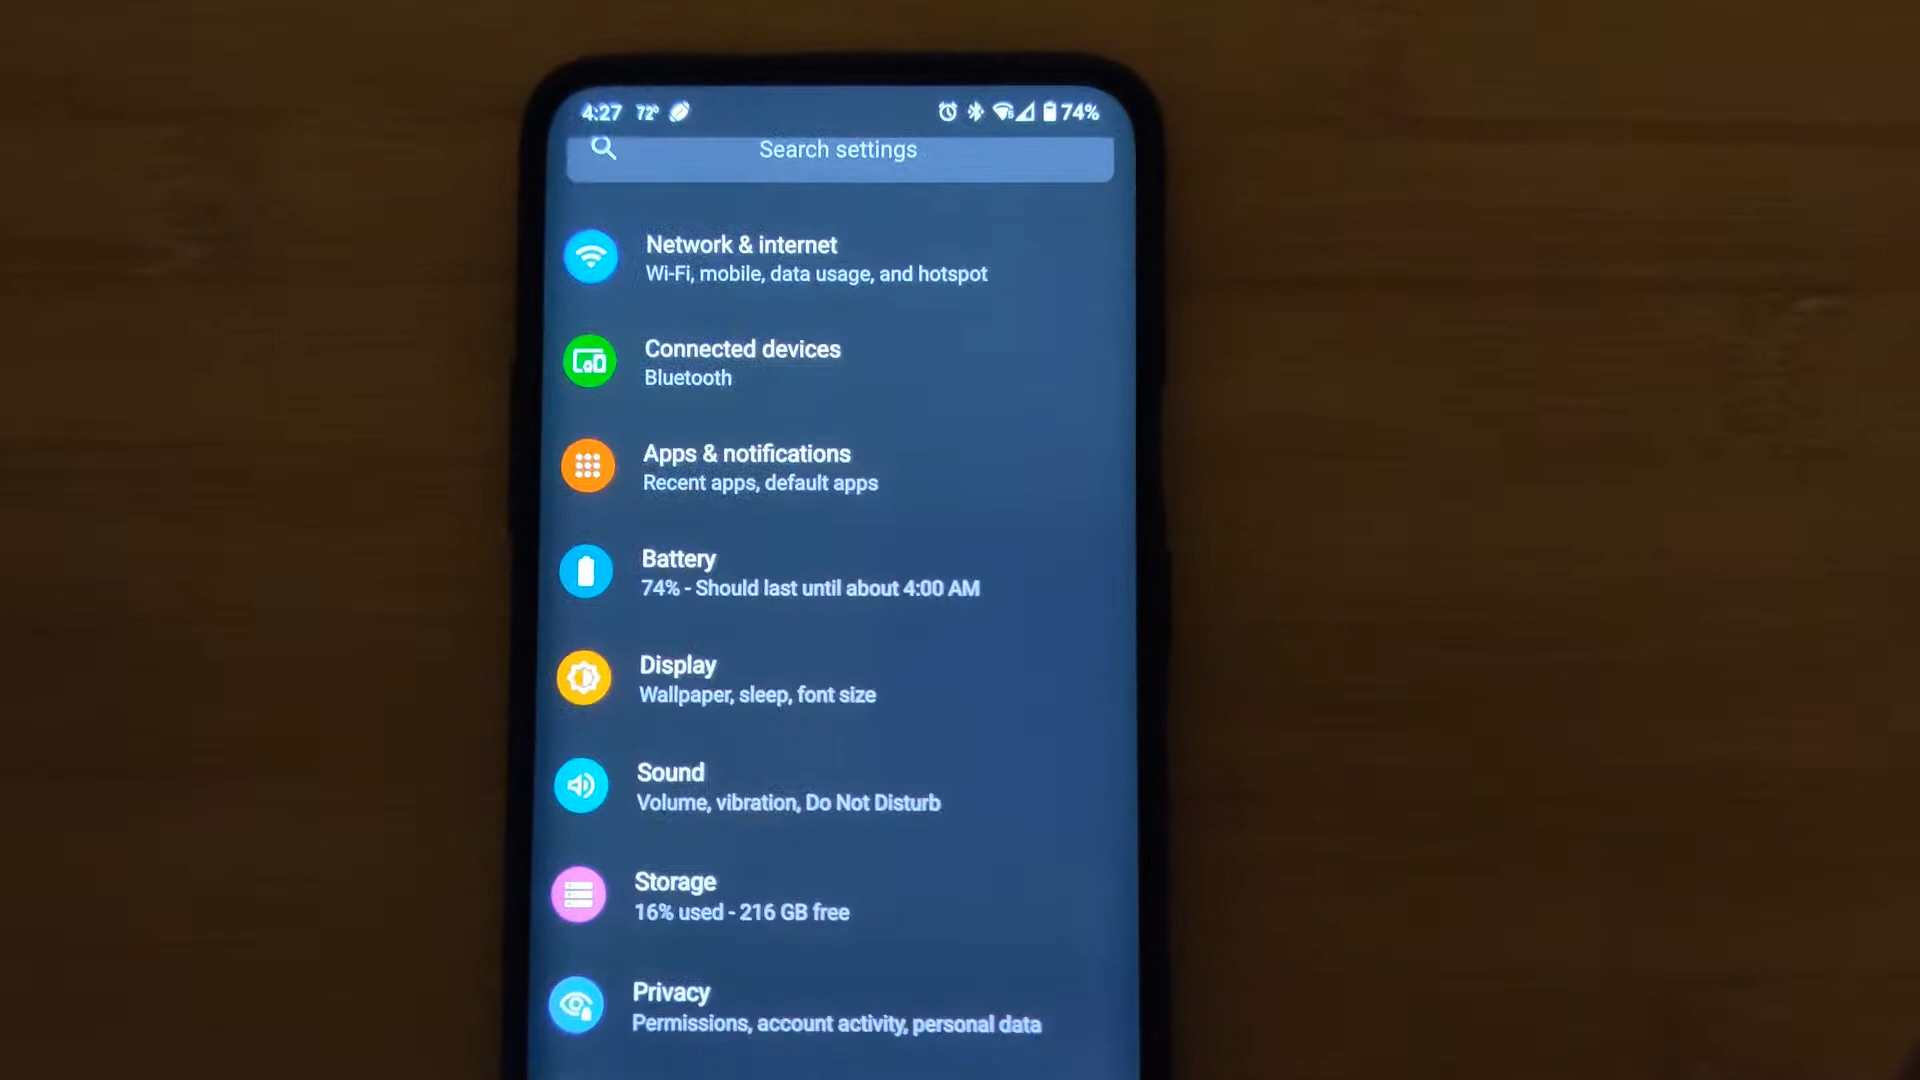 4:27 72° 74%
Search settings
Network & internet
Wi-Fi, mobile, data usage, and hotspot
Connected devices
Bluetooth
Apps & notifications
Recent apps, default apps
Battery
74% - Should last until about 4:00 AM
Display
Wallpaper, sleep, font size
Sound
Volume, vibration, Do Not Disturb
Storage
16% used - 216 GB free
Privacy
Permissions, account activity, personal data